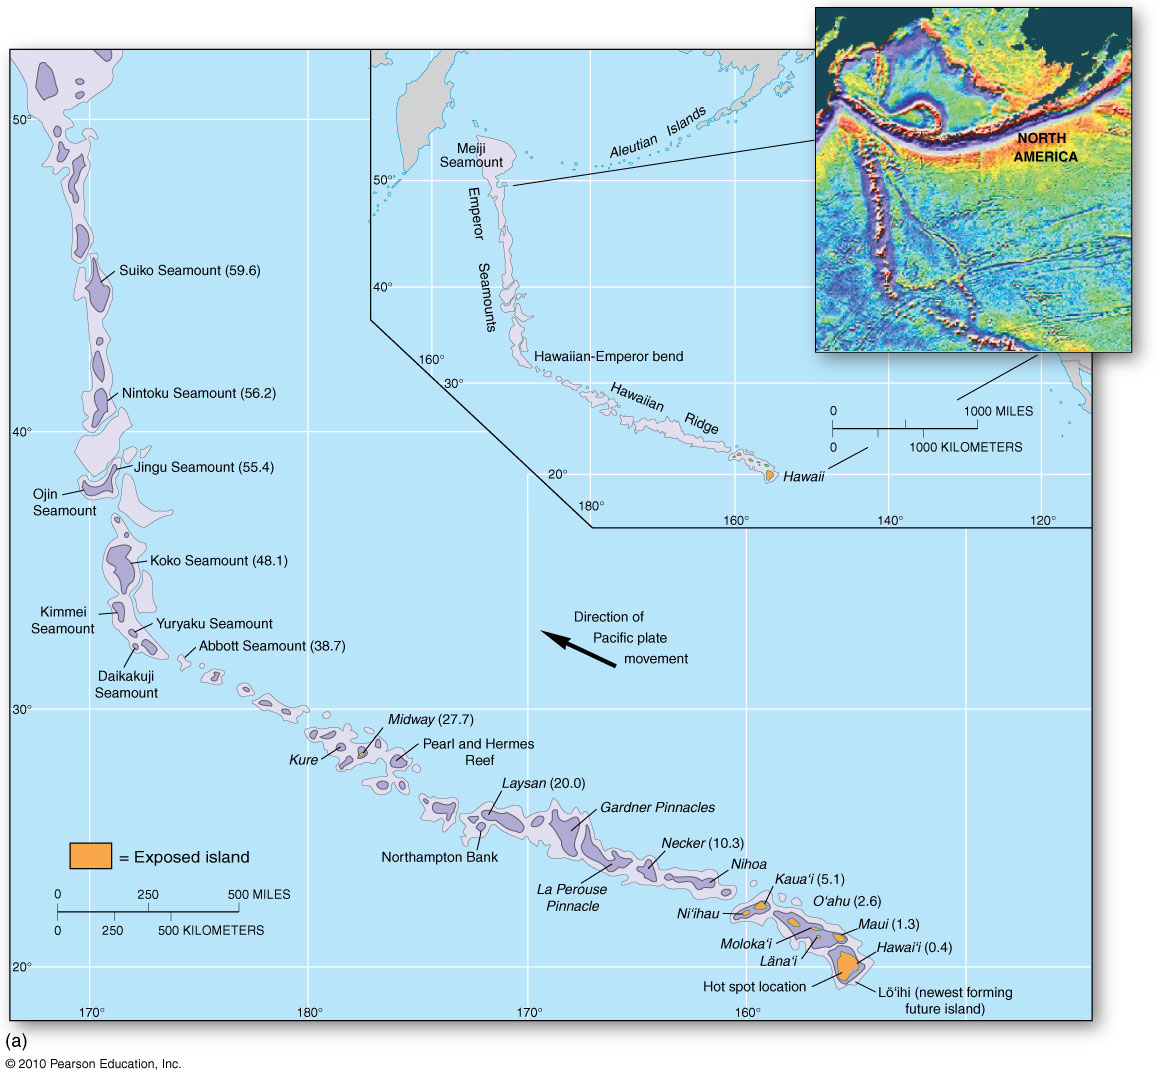 NORTH
AMERICA
Aleutian Islands
Meiji
Seamount
50°
Emperor
Seamounts
40°
160°
30°
Hawaiian-Emperor bend
Hawaiian Ridge
20°
Hawaii
0 1000 MILES
0 1000 KILOMETERS
180°
160°
140°
120°
50°
Suiko Seamount (59.6)
Nintoku Seamount (56.2)
40°
Jingu Seamount (55.4)
Ojin
Seamount
Koko Seamount (48.1)
Kimmei
Seamount
Yuryaku Seamount
Abbott Seamount (38.7)
Daikakuji
Seamount
Direction of
Pacific plate
movement
30°
Midway (27.7)
Kure
Pearl and Hermes
Reef
Laysan (20.0)
Gardner Pinnacles
Northampton Bank
Necker (10.3)
La Perouse
Pinnacle
Nihoa
Kaua‘i (5.1)
Ni‘ihau
O‘ahu (2.6)
Maui (1.3)
Moloka‘i
Häna‘i
Hawai‘i (0.4)
Hot spot location
Lö‘ihi (newest forming
future island)
= Exposed island
0 250 500 MILES
0 250 500 KILOMETERS
20°
170°
180°
170°
160°
(a)
© 2010 Pearson Education, Inc.